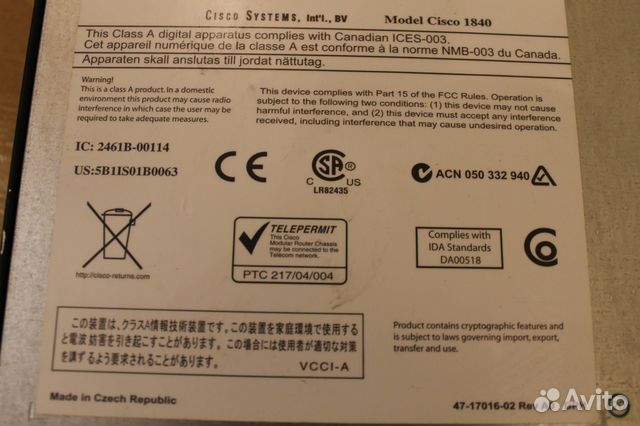 CISCO SYSTEMS, INT'L., BV Model Cisco 1840
This Class A digital apparatus complies with Canadian ICES-003.
Cet appareil numérique de la classe A est conforme à la norme NMB-003 du Canada.
Apparaten skall anslutas till jordat nättutag.
Warning!
This is a class A product. In a domestic
environment this product may cause radio
interference in which case the user may be
required to take adequate measures.
This device complies with Part 15 of the FCC Rules. Operation is
subject to the following two conditions: (1) this device may not cause
harmful interference, and (2) this device must accept any interference
received, including interference that may cause undesired operation.
IC: 2461B-00114
US:5B1IS01B0063
CE
SA
C US
LR82435
ACN 050 332 940
http://cisco-returns.com
TELEPERMIT
This Cisco
Modular Router Chassis
may be connected to the
Telecom network.
PTC 217/04/004
Complies with
IDA Standards
DA00518
この装置は、クラスA情報技術装置です。この装置を家庭環境で使用すると
電波妨害を引き起こすことがあります。この場合には使用者が適切な対策
を講ずるよう要求されることがあります。
VCCI-A
Product contains cryptographic features and
is subject to laws governing import, export,
transfer and use.
Made in Czech Republic
47-17016-02 Rev
Avito